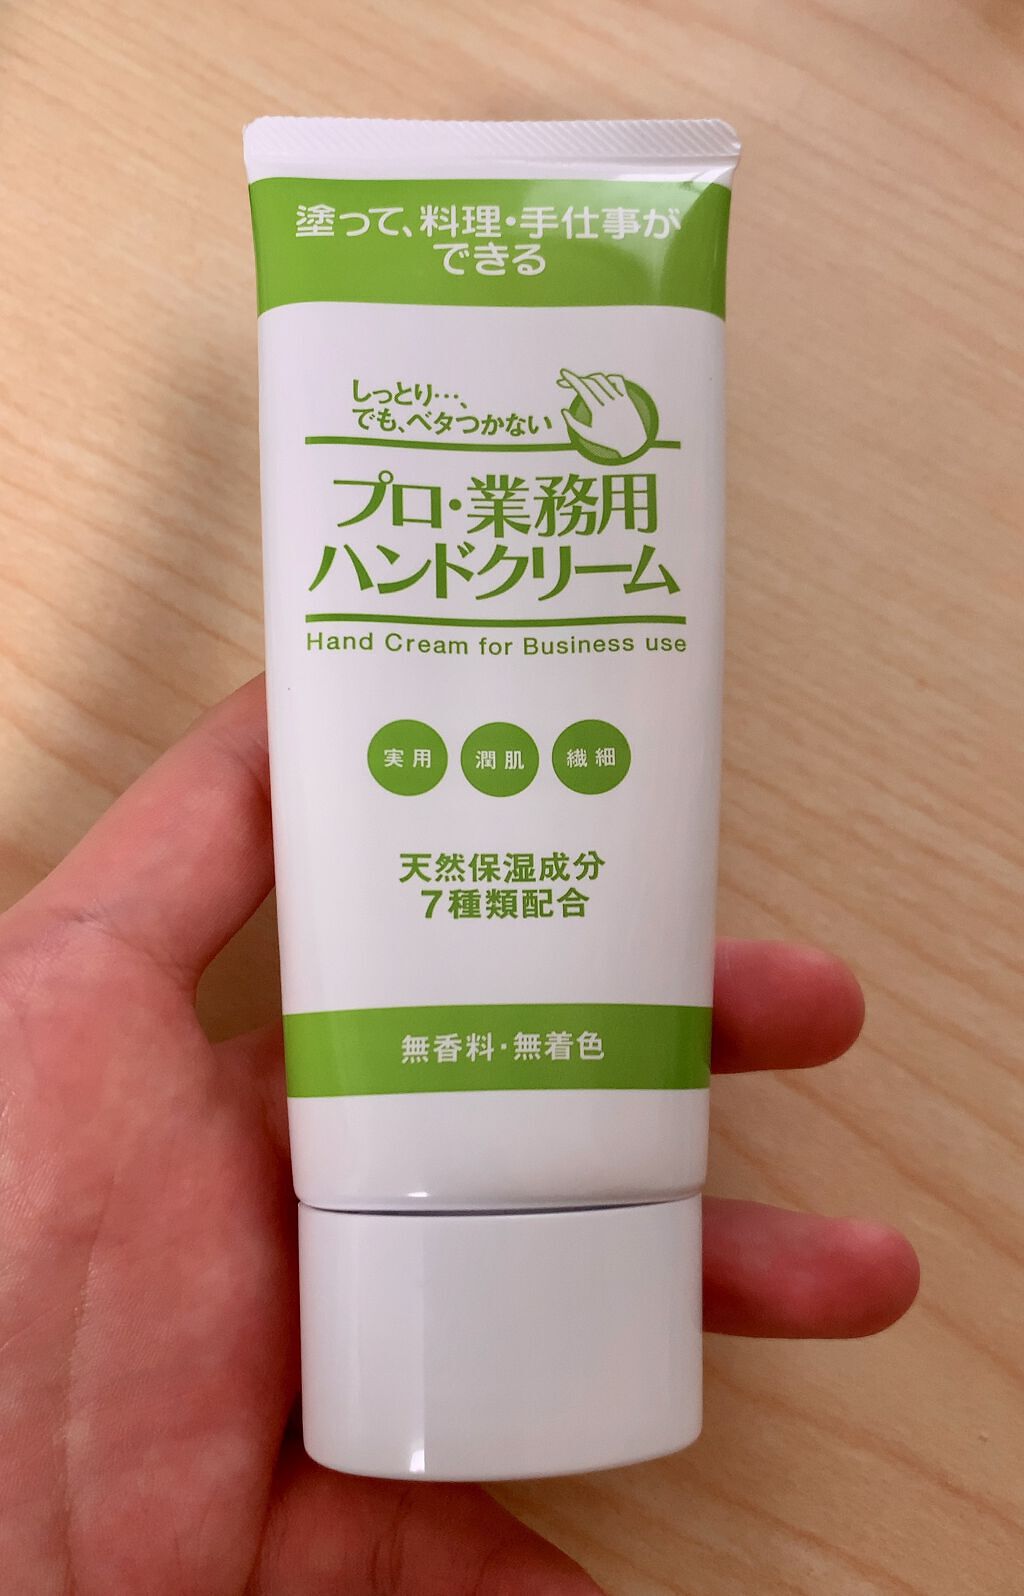 塗って、料理・手仕事が
できる
しっとり…、
でも、ベタつかない
プロ・業務用
ハンドクリーム
Hand Cream for Business use
実用 潤肌 繊細
天然保湿成分
7種類配合
無香料・無着色